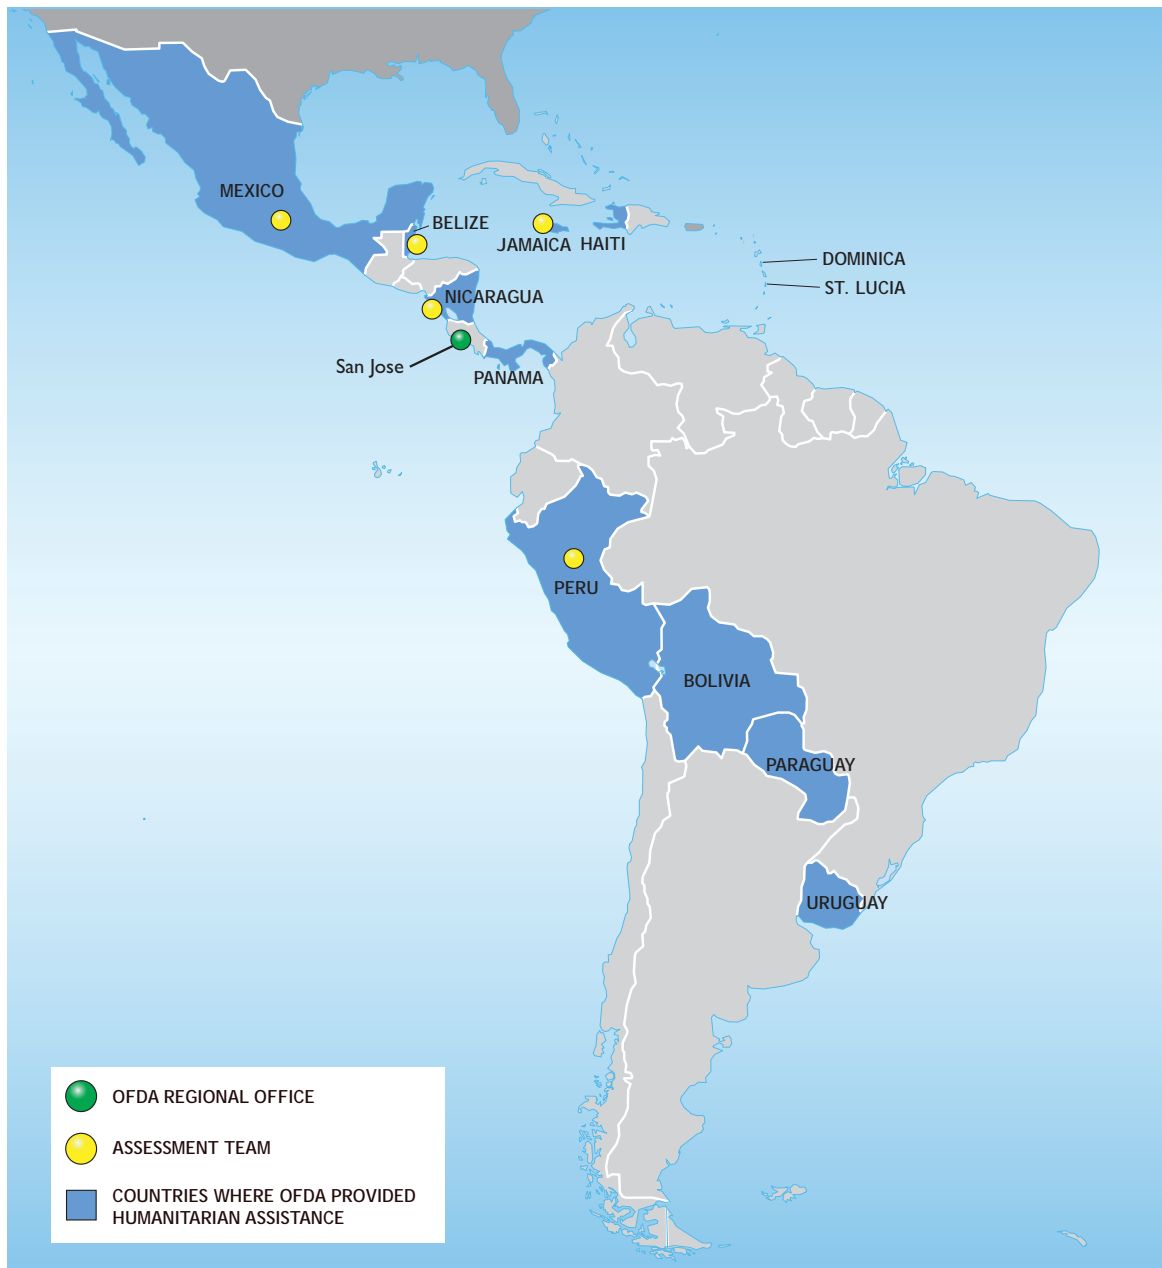 MEXICO
BELIZE
JAMAICA
HAITI
DOMINICA
ST. LUCIA
NICARAGUA
San Jose
PANAMA
PERU
BOLIVIA
PARAGUAY
URUGUAY
OFDA REGIONAL OFFICE
ASSESSMENT TEAM
COUNTRIES WHERE OFDA PROVIDED
HUMANITARIAN ASSISTANCE